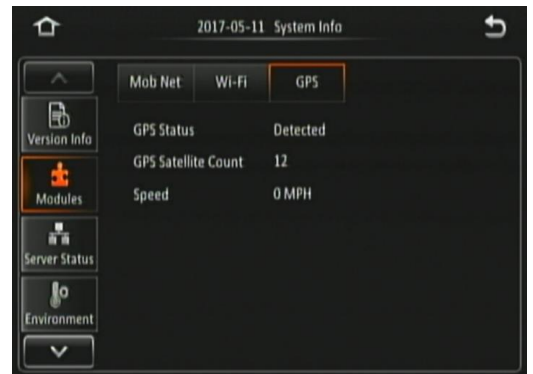 2017-05-11 System Info
Mob Net Wi-Fi GPS
Version Info
GPS Status Detected
GPS Satellite Count 12
Modules
Speed 0 MPH
Server Status
Environment